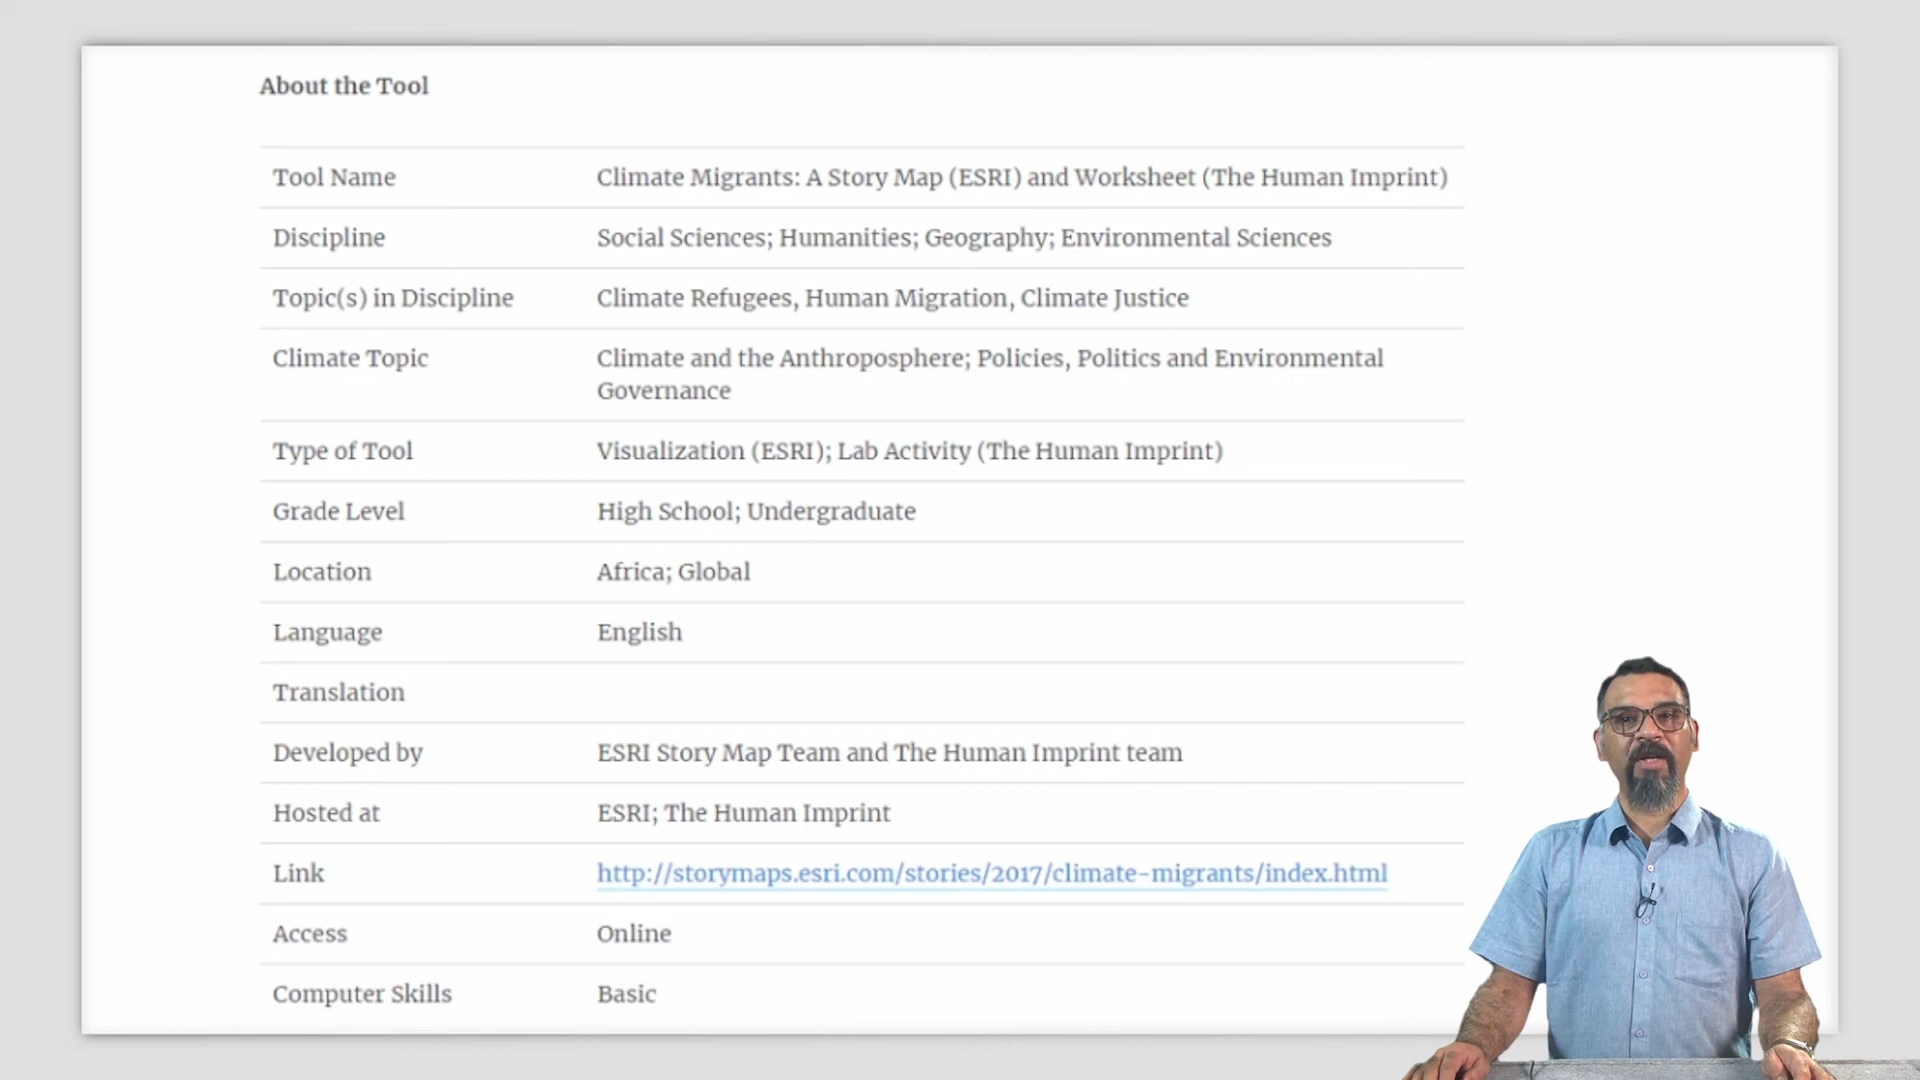 About the Tool
Tool Name Climate Migrants: A Story Map (ESRI) and Worksheet (The Human Imprint)
Discipline Social Sciences; Humanities; Geography; Environmental Sciences
Topic(s) in Discipline Climate Refugees, Human Migration, Climate Justice
Climate Topic Climate and the Anthroposphere; Policies, Politics and Environmental
Governance
Type of Tool Visualization (ESRI); Lab Activity (The Human Imprint)
Grade Level High School; Undergraduate
Location Africa; Global
Language English
Translation
Developed by ESRI Story Map Team and The Human Imprint team
Hosted at ESRI; The Human Imprint
Link http://storymaps.esri.com/stories/2017/climate-migrants/index.html
Access Online
Computer Skills Basic